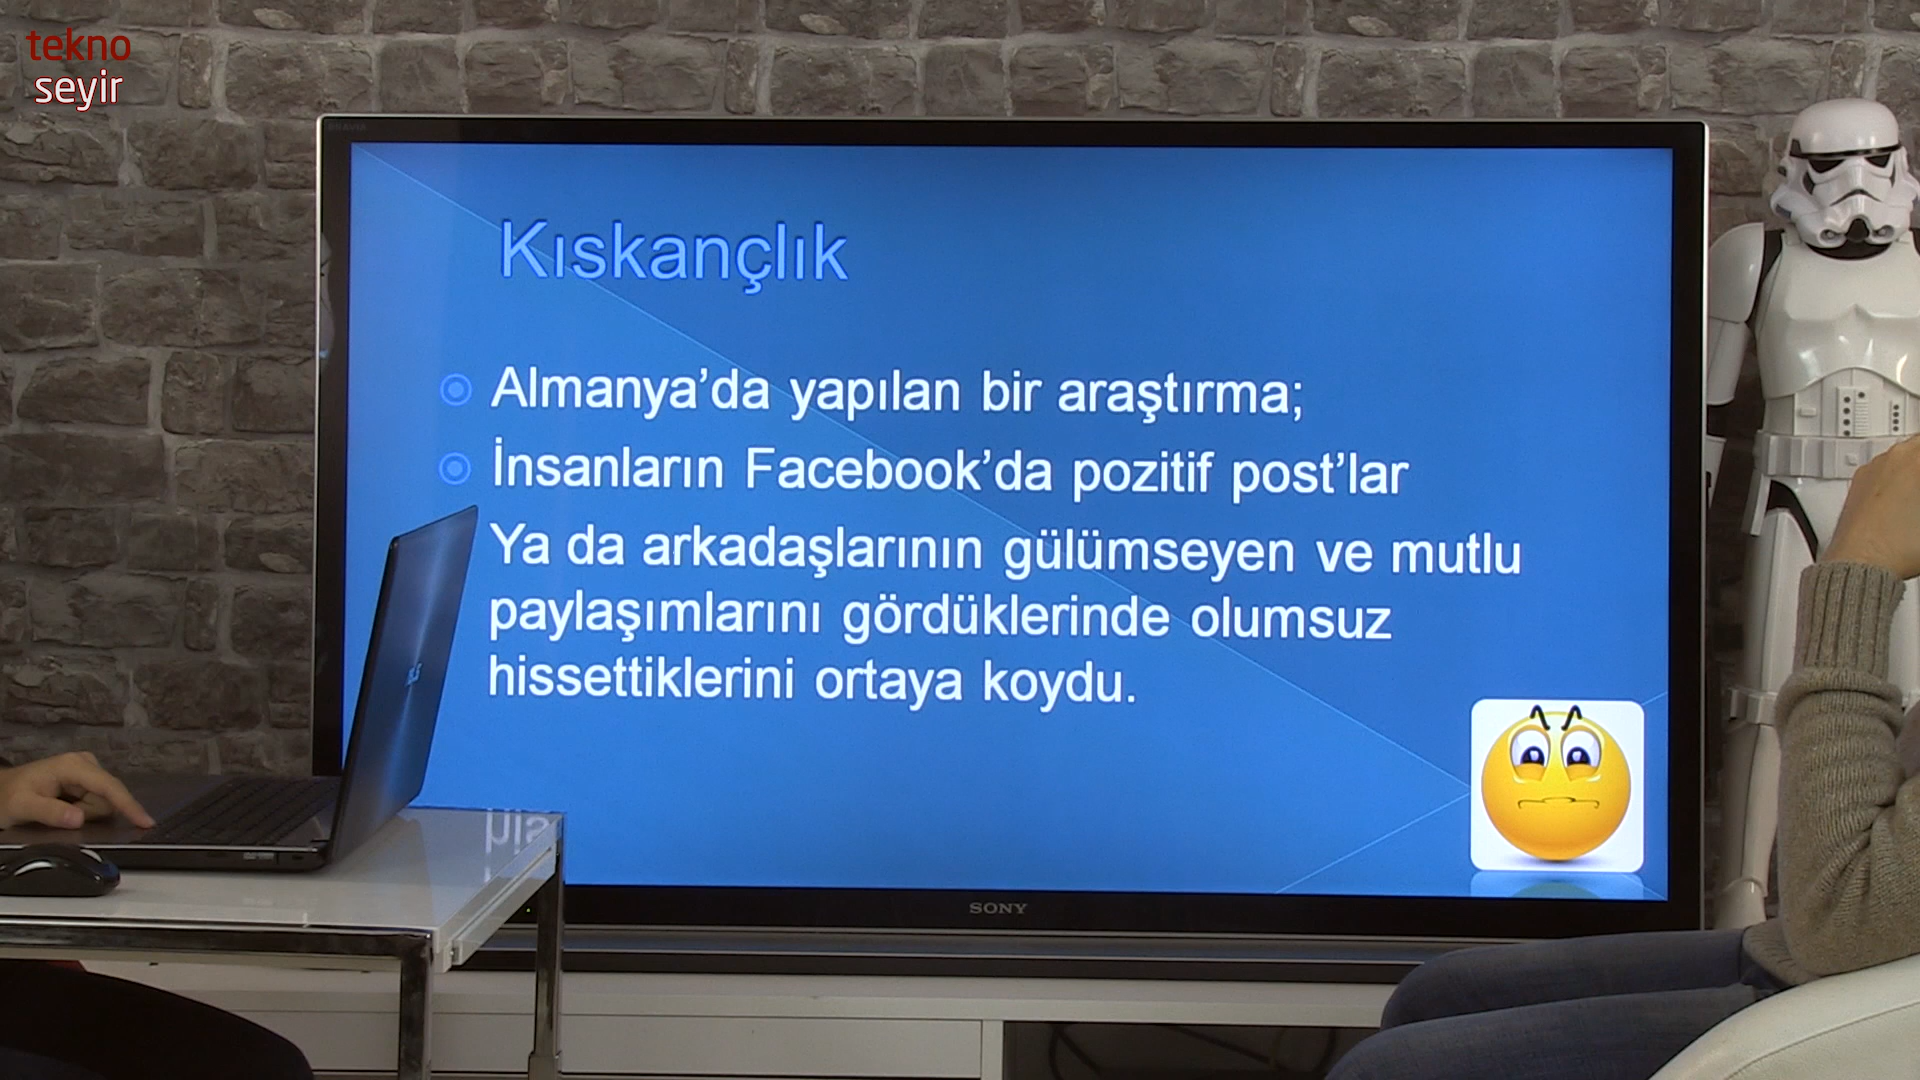 tekno
seyir
BRAVIA
Kıskançlık
Almanya’da yapılan bir araştırma;
İnsanların Facebook’da pozitif post’lar
Ya da arkadaşlarının gülümseyen ve mutlu
paylaşımlarını gördüklerinde olumsuz
hissettiklerini ortaya koydu.
SONY